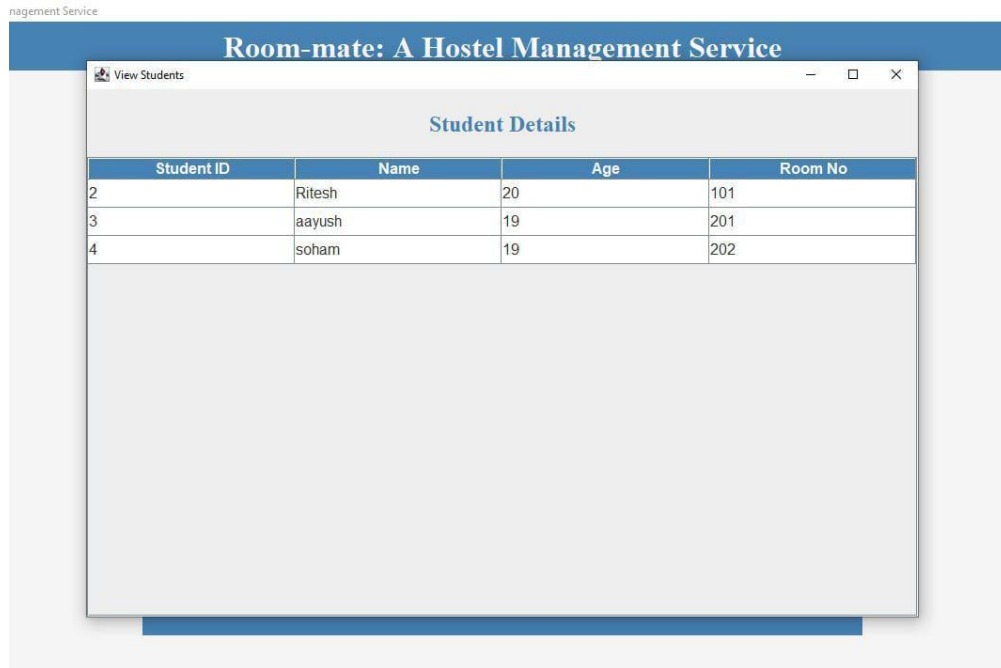 nagement Service
Room-mate: A Hostel Management Service
View Students
Student Details
Student ID Name Age Room No
2 Ritesh 20 101
3 aayush 19 201
4 soham 19 202